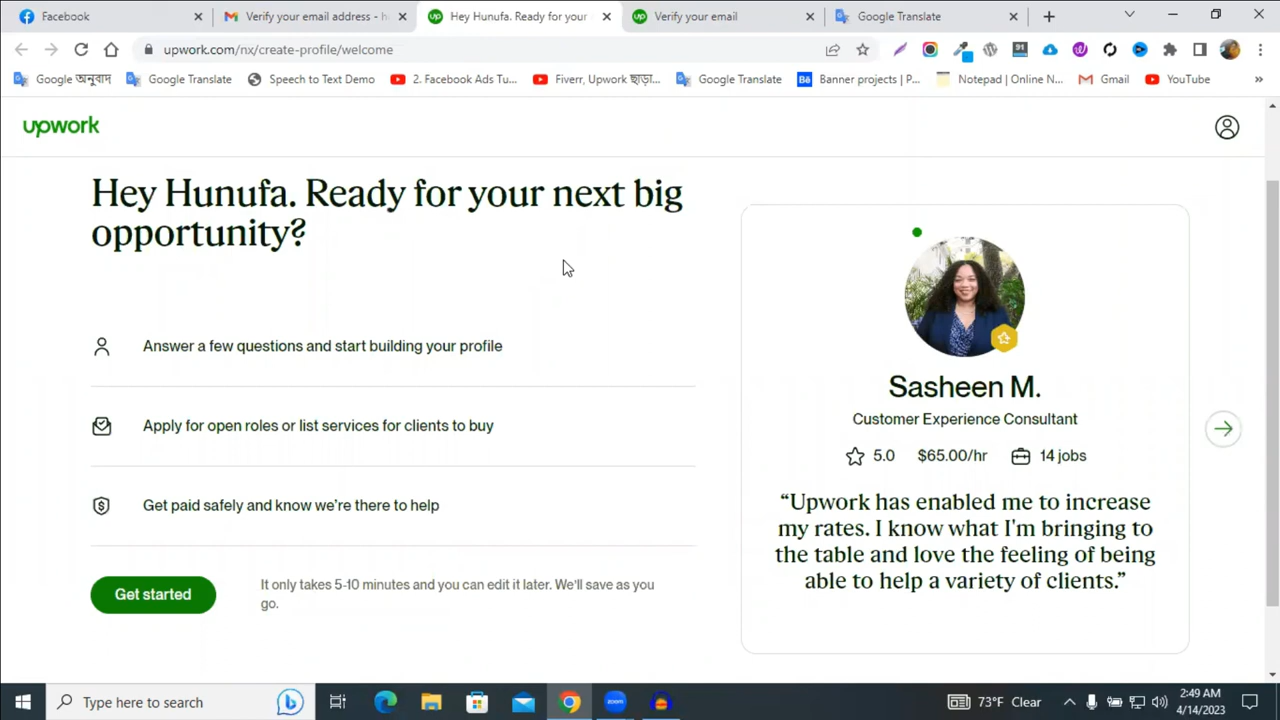 Facebook
Verify your email address - h
Hey Hunufa. Ready for your
Verify your email
Google Translate
upwork.com/nx/create-profile/welcome
Google অনুবাদ
Google Translate
Speech to Text Demo
2. Facebook Ads Tu...
Fiverr, Upwork ছাড়া...
Google Translate
Banner projects | P...
Notepad | Online N...
Gmail
YouTube
upwork
Hey Hunufa. Ready for your next big
opportunity?
Answer a few questions and start building your profile
Apply for open roles or list services for clients to buy
Get paid safely and know we're there to help
Get started
It only takes 5-10 minutes and you can edit it later. We'll save as you
go.
Sasheen M.
Customer Experience Consultant
5.0 $65.00/hr 14 jobs
“Upwork has enabled me to increase
my rates. I know what I'm bringing to
the table and love the feeling of being
able to help a variety of clients.”
Type here to search
zoom
73°F Clear
2:49 AM
4/14/2023